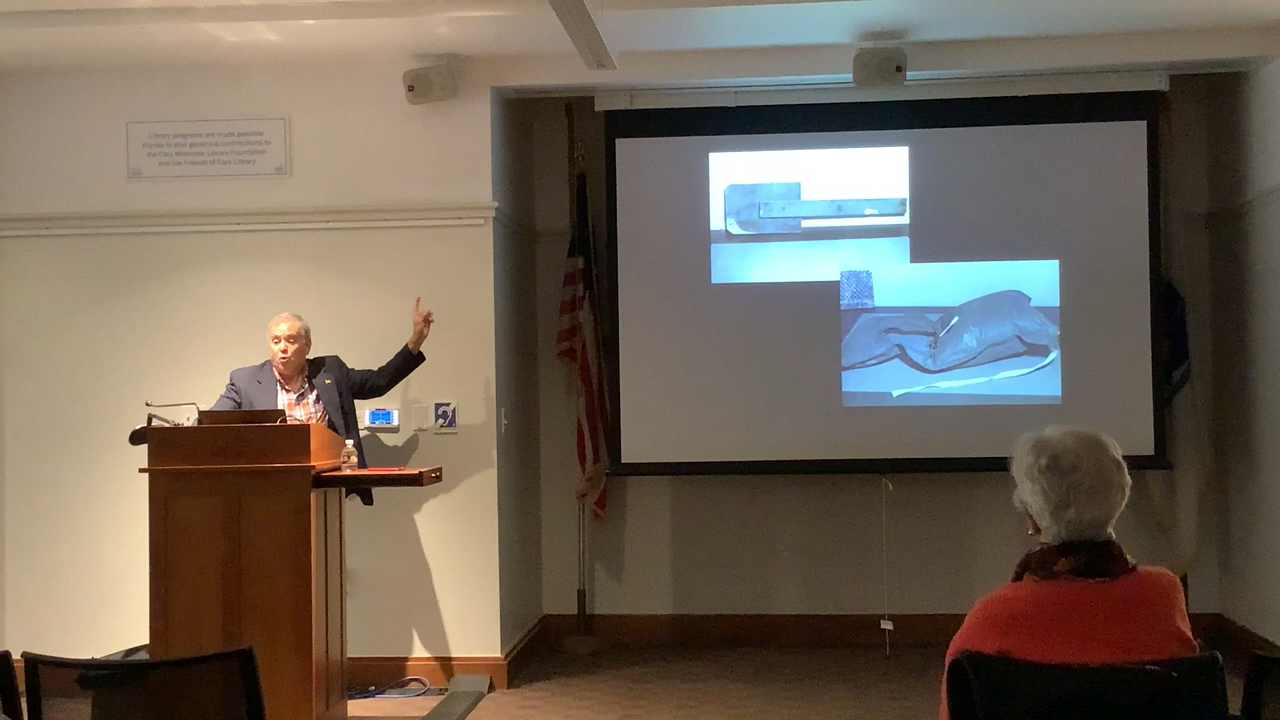 Library programs are made possible
thanks to your generous contributions to
the Cary Memorial Library Foundation
and the Friends of Cary Library